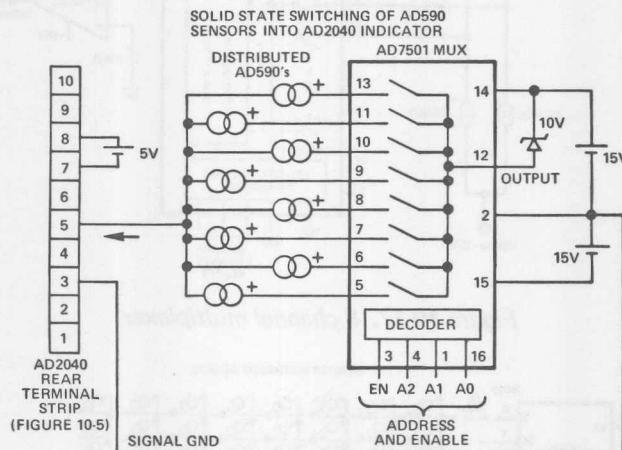 SOLID STATE SWITCHING OF AD590
SENSORS INTO AD2040 INDICATOR
DISTRIBUTED
AD590's
AD7501 MUX
10
9
8
7
6
5
4
3
2
1
5V
+
+
+
+
+
+
+
+
13
11
10
9
8
7
6
5
14
12
2
15
10V
OUTPUT
15V
15V
DECODER
3 4 1 16
EN A2 A1 A0
ADDRESS
AND ENABLE
AD2040
REAR
TERMINAL
STRIP
(FIGURE 10-5)
SIGNAL GND